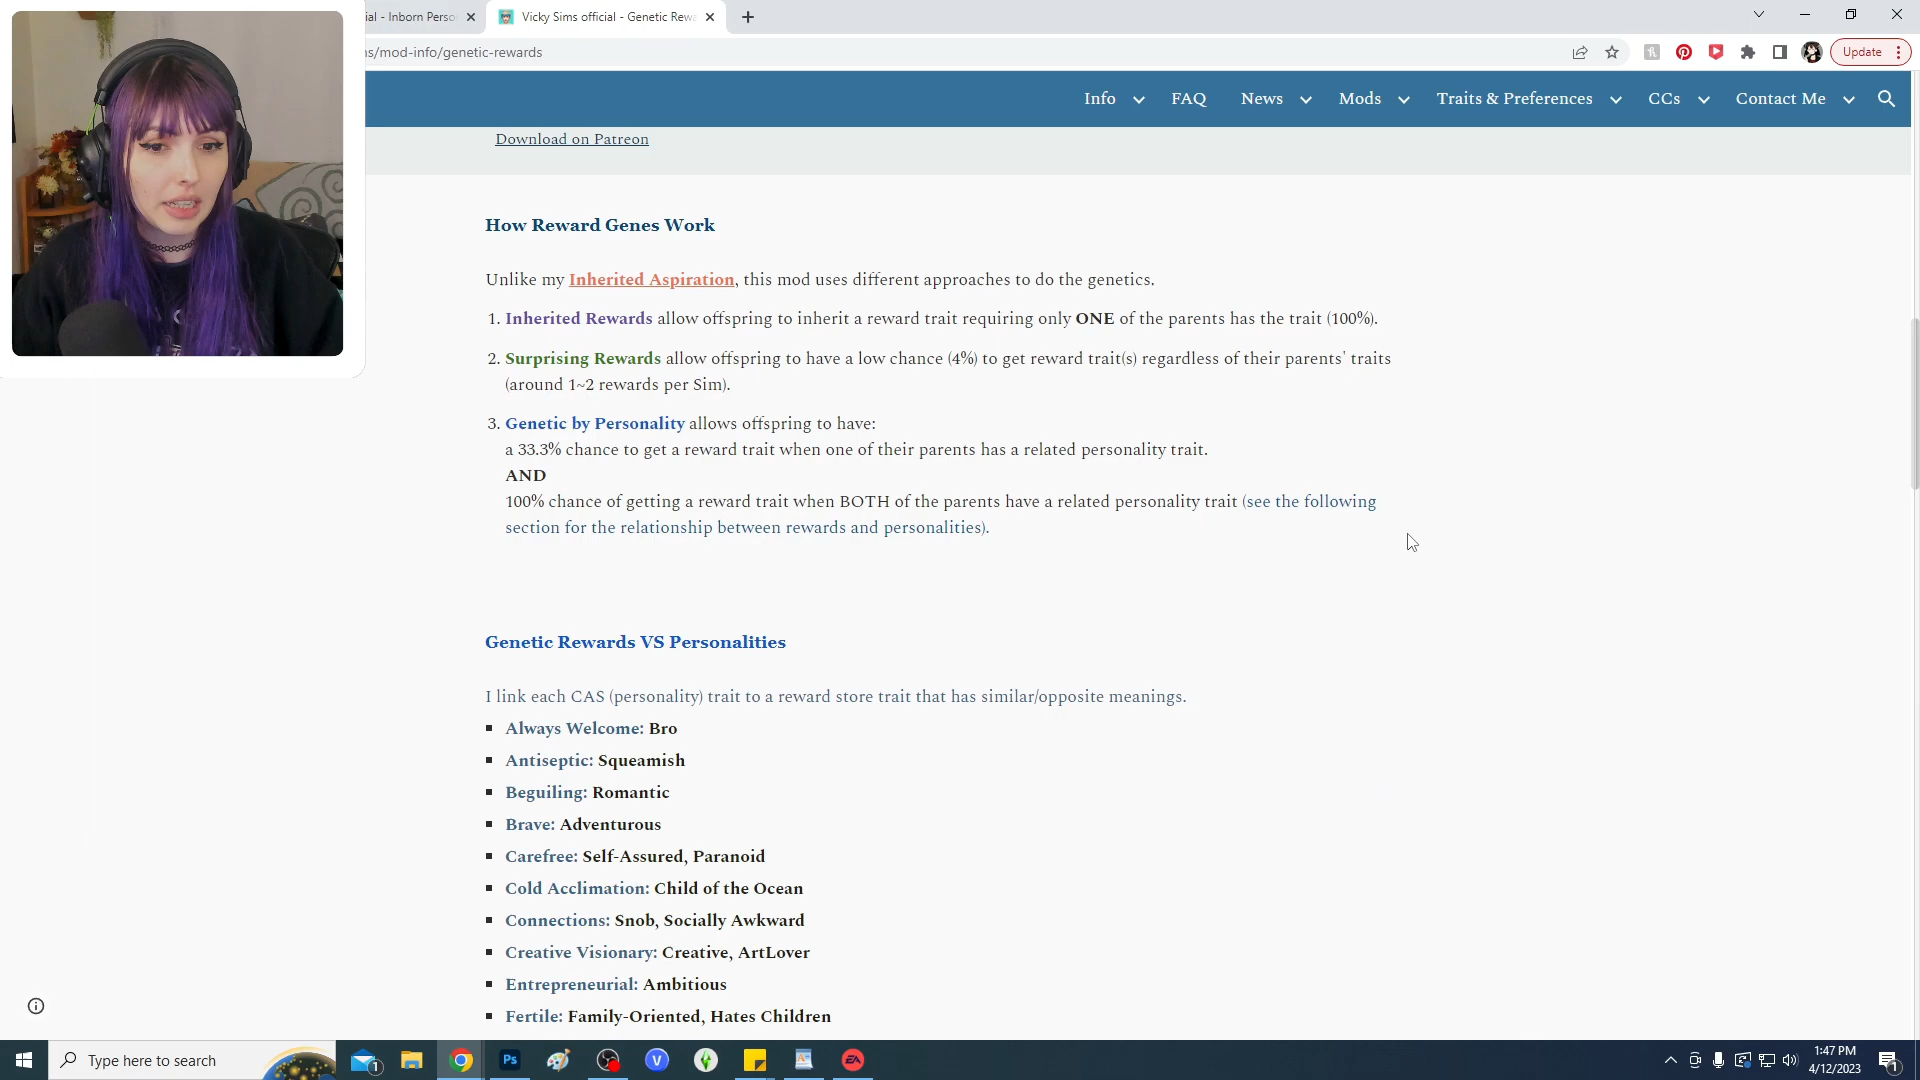 ial - Inborn Perso
Vicky Sims official - Genetic Rewa
ns/mod-info/genetic-rewards
Update
Info
FAQ
News
Mods
Traits & Preferences
CCs
Contact Me
Download on Patreon
How Reward Genes Work
Unlike my Inherited Aspiration, this mod uses different approaches to do the genetics.
1. Inherited Rewards allow offspring to inherit a reward trait requiring only ONE of the parents has the trait (100%).
2. Surprising Rewards allow offspring to have a low chance (4%) to get reward trait(s) regardless of their parents' traits
(around 1~2 rewards per Sim).
3. Genetic by Personality allows offspring to have:
a 33.3% chance to get a reward trait when one of their parents has a related personality trait.
AND
100% chance of getting a reward trait when BOTH of the parents have a related personality trait (see the following
section for the relationship between rewards and personalities).
Genetic Rewards VS Personalities
I link each CAS (personality) trait to a reward store trait that has similar/opposite meanings.
▪ Always Welcome: Bro
▪ Antiseptic: Squeamish
▪ Beguiling: Romantic
▪ Brave: Adventurous
▪ Carefree: Self-Assured, Paranoid
▪ Cold Acclimation: Child of the Ocean
▪ Connections: Snob, Socially Awkward
▪ Creative Visionary: Creative, ArtLover
▪ Entrepreneurial: Ambitious
▪ Fertile: Family-Oriented, Hates Children
Type here to search
1
Ps
V
EA
1:47 PM
4/12/2023
1